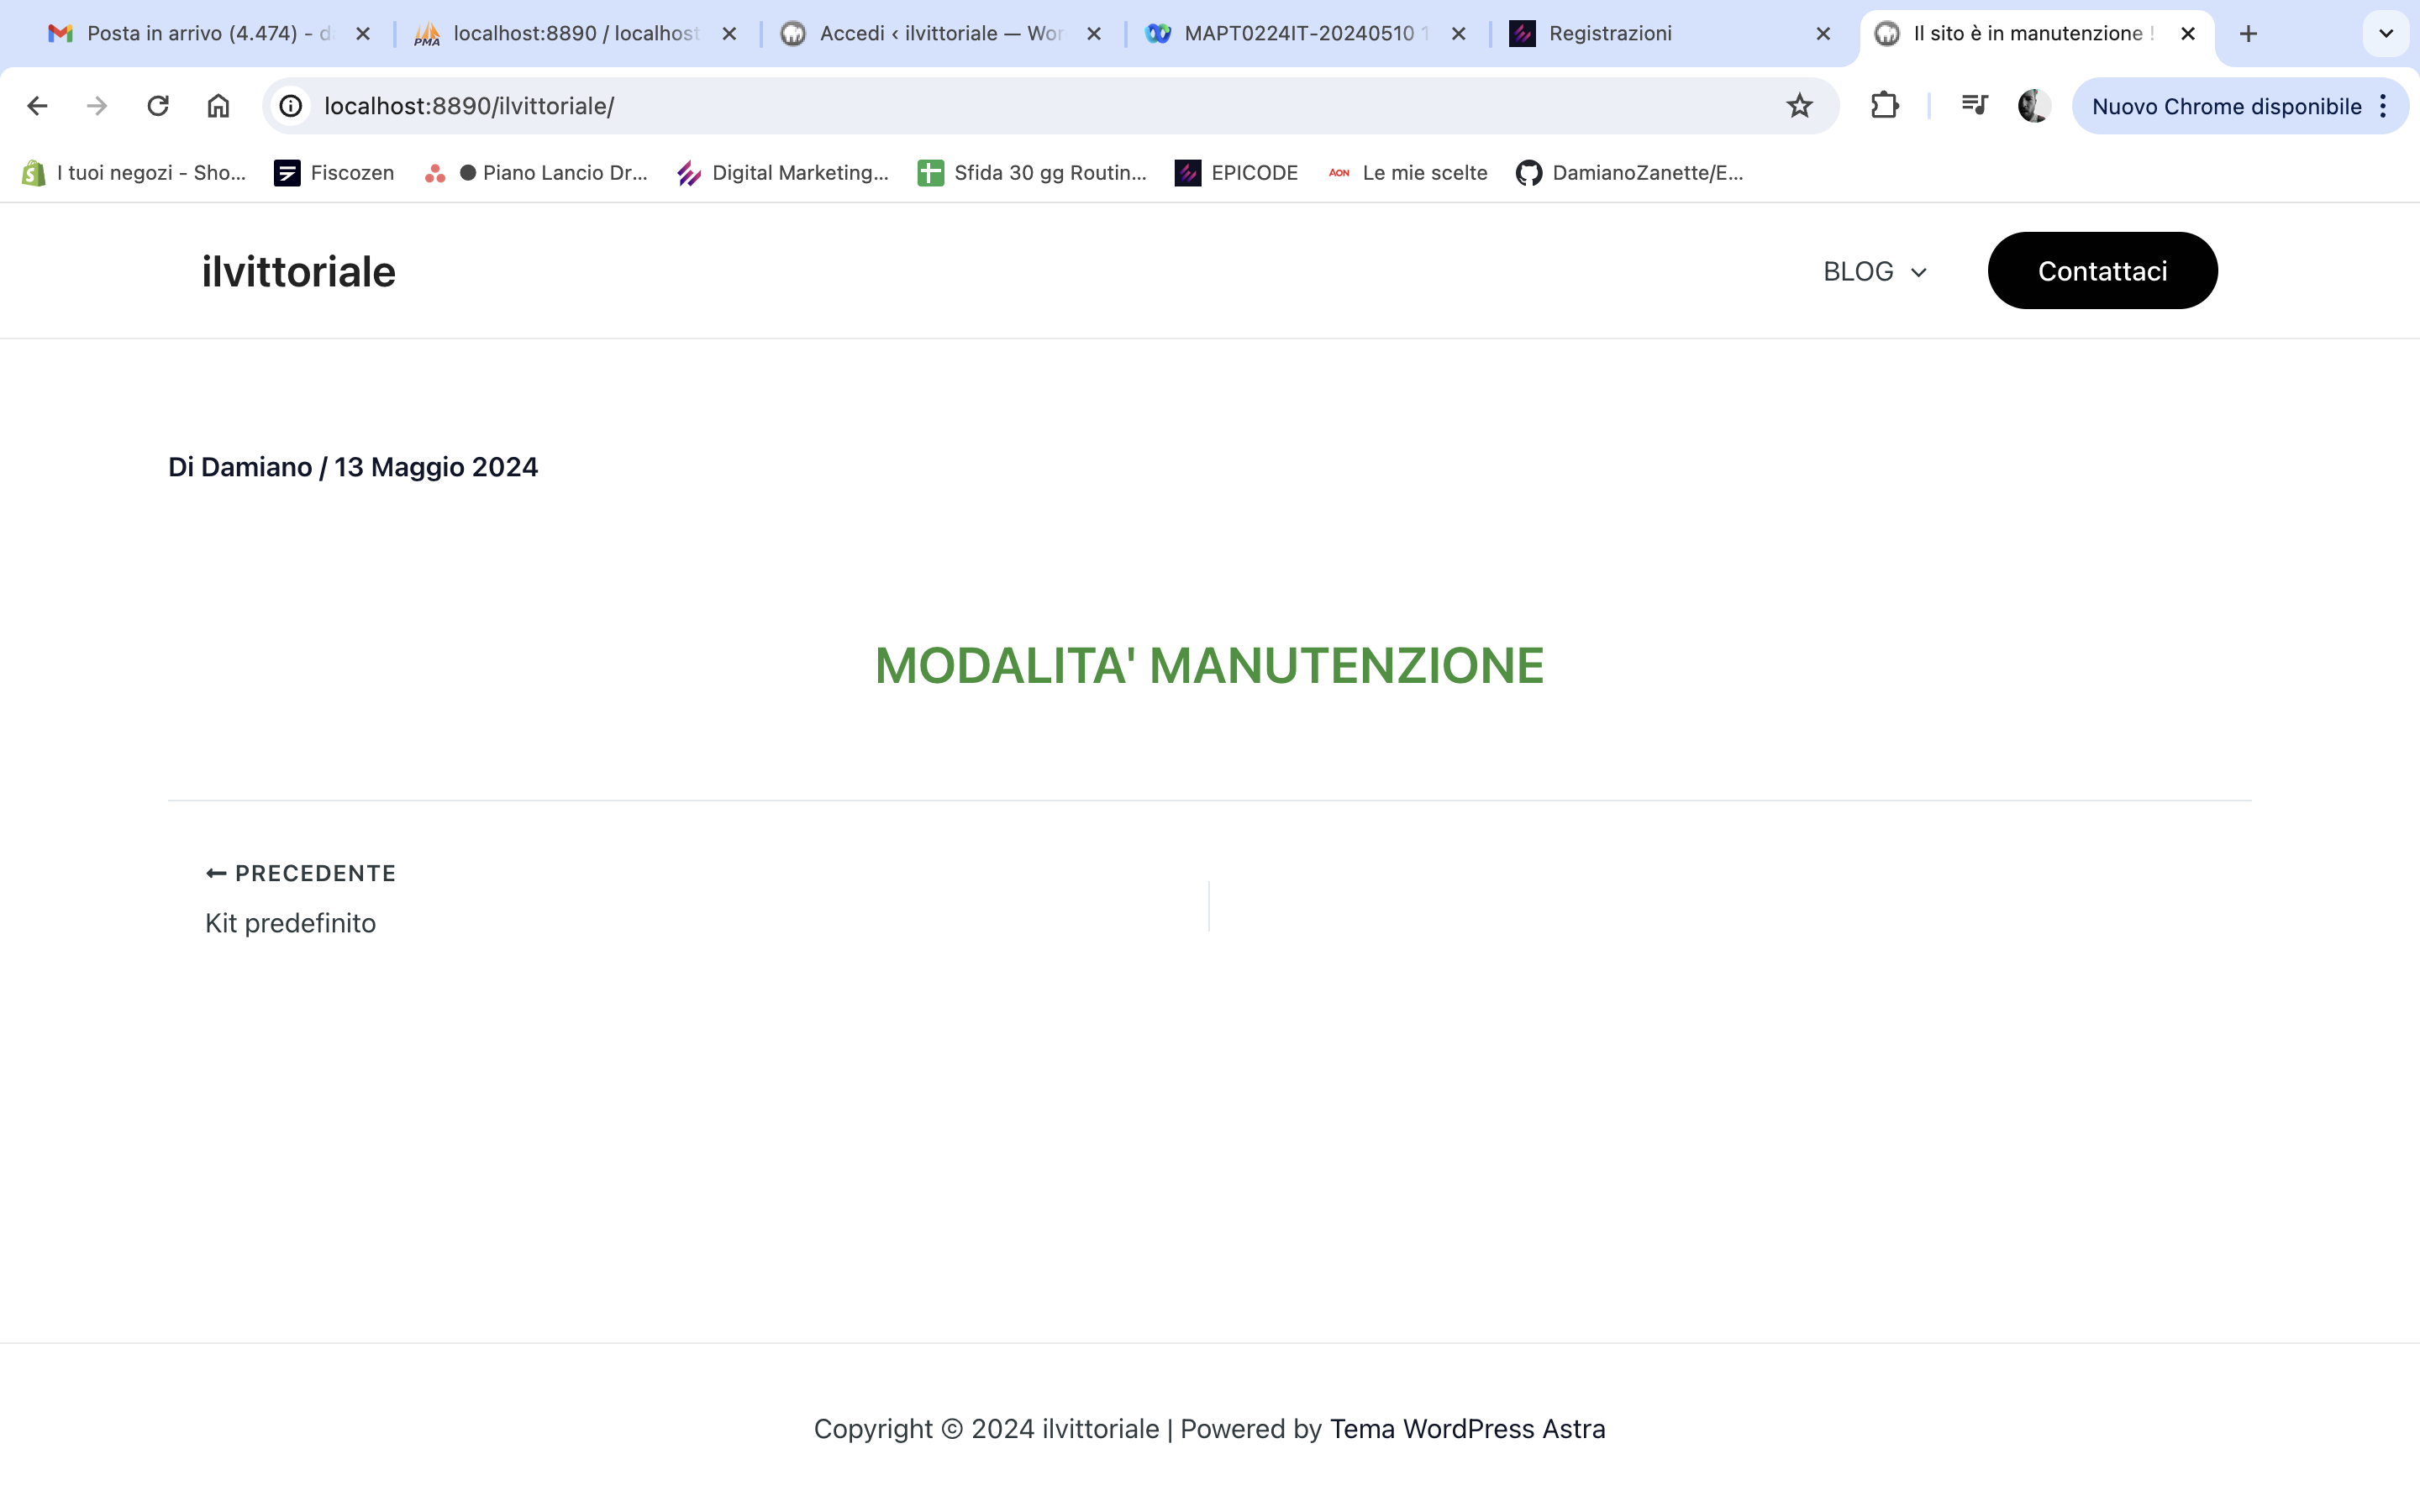 Posta in arrivo (4.474) - d
localhost:8890 / localhost
Accedi ‹ ilvittoriale — Wor
MAPT0224IT-20240510 1
Registrazioni
Il sito è in manutenzione !
localhost:8890/ilvittoriale/
Nuovo Chrome disponibile
I tuoi negozi - Sho...
Fiscozen
Piano Lancio Dr...
Digital Marketing...
Sfida 30 gg Routin...
EPICODE
AON Le mie scelte
DamianoZanette/E...
ilvittoriale
BLOG
Contattaci
Di Damiano / 13 Maggio 2024
MODALITA' MANUTENZIONE
← PRECEDENTE
Kit predefinito
Copyright © 2024 ilvittoriale | Powered by Tema WordPress Astra